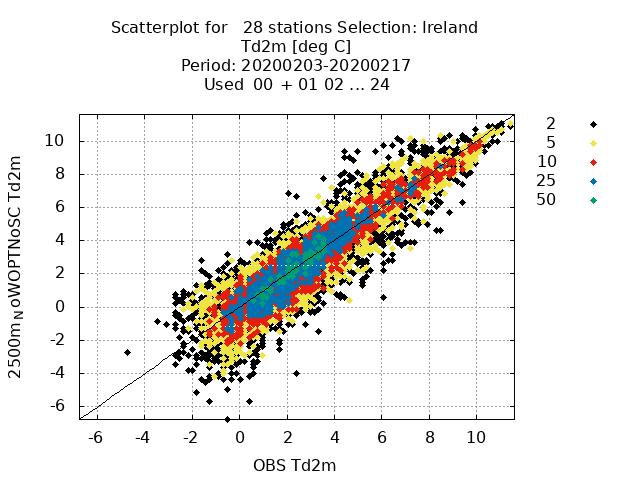 Scatterplot for   28 stations Selection: Ireland
Td2m [deg C]
Period: 20200203-20200217
Used  00 + 01 02 ... 24
2500m_NoWOPTNoSC Td2m
10
8
6
4
2
0
-2
-4
-6
-6 -4 -2 0 2 4 6 8 10
OBS Td2m
2
5
10
25
50